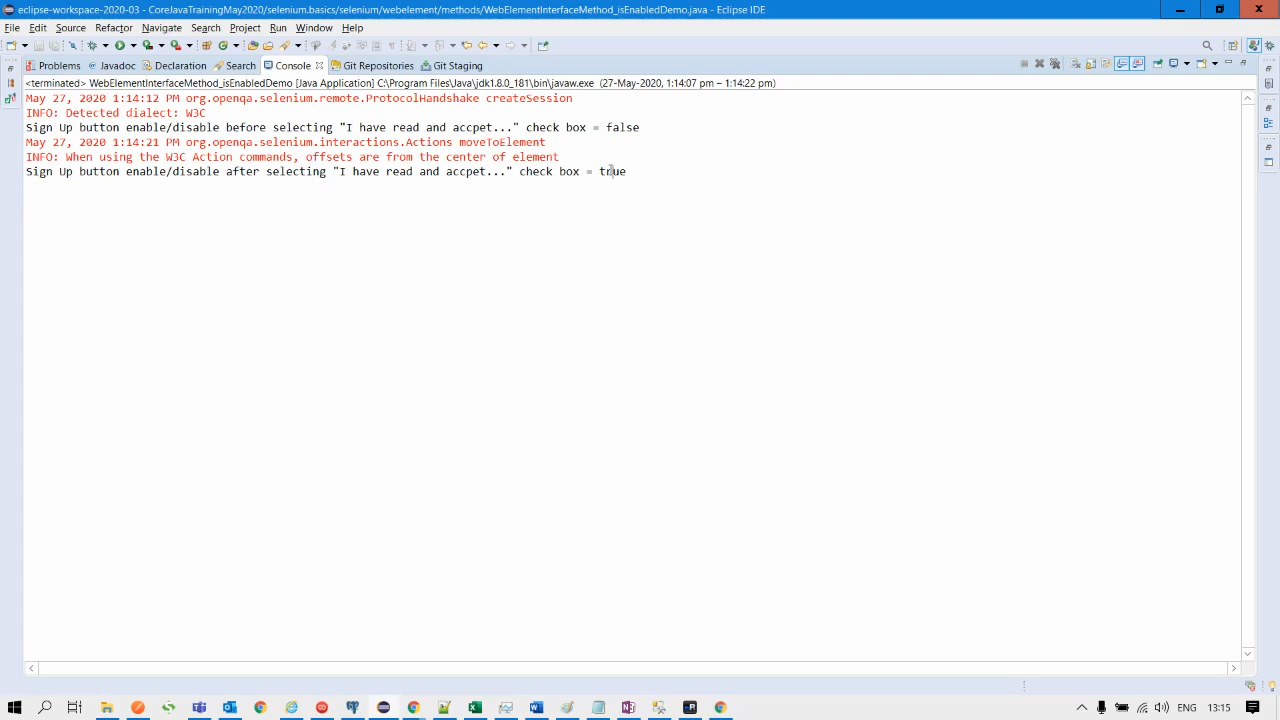 eclipse-workspace-2020-03 - CoreJavaTrainingMay2020/selenium.basics/selenium/webelement/methods/WebElementInterfaceMethod_isEnabledDemo.java - Eclipse IDE
File Edit Source Refactor Navigate Search Project Run Window Help
Problems Javadoc Declaration Search Console Git Repositories Git Staging
<terminated> WebElementInterfaceMethod_isEnabledDemo [Java Application] C:\Program Files\Java\jdk1.8.0_181\bin\javaw.exe (27-May-2020, 1:14:07 pm – 1:14:22 pm)
May 27, 2020 1:14:12 PM org.openqa.selenium.remote.ProtocolHandshake createSession
INFO: Detected dialect: W3C
Sign Up button enable/disable before selecting "I have read and accpet..." check box = false
May 27, 2020 1:14:21 PM org.openqa.selenium.interactions.Actions moveToElement
INFO: When using the W3C Action commands, offsets are from the center of element
Sign Up button enable/disable after selecting "I have read and accpet..." check box = true
ENG 13:15